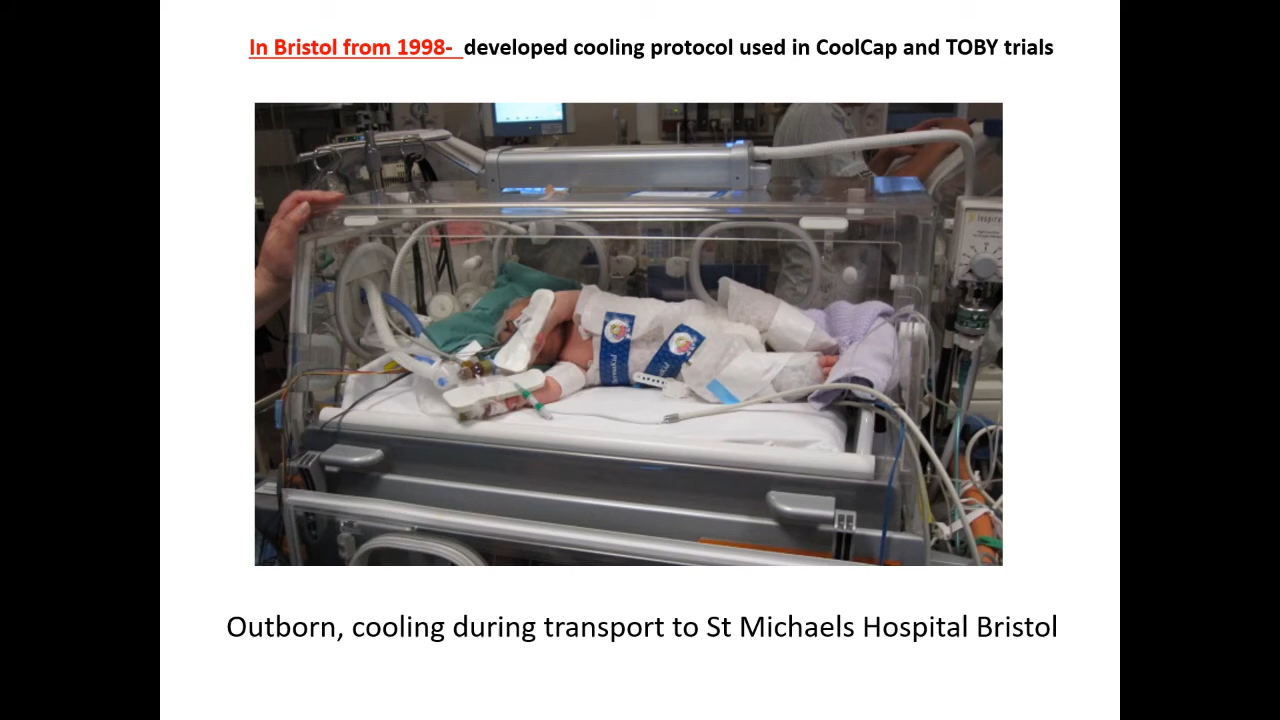 In Bristol from 1998- developed cooling protocol used in CoolCap and TOBY trials
Outborn, cooling during transport to St Michaels Hospital Bristol